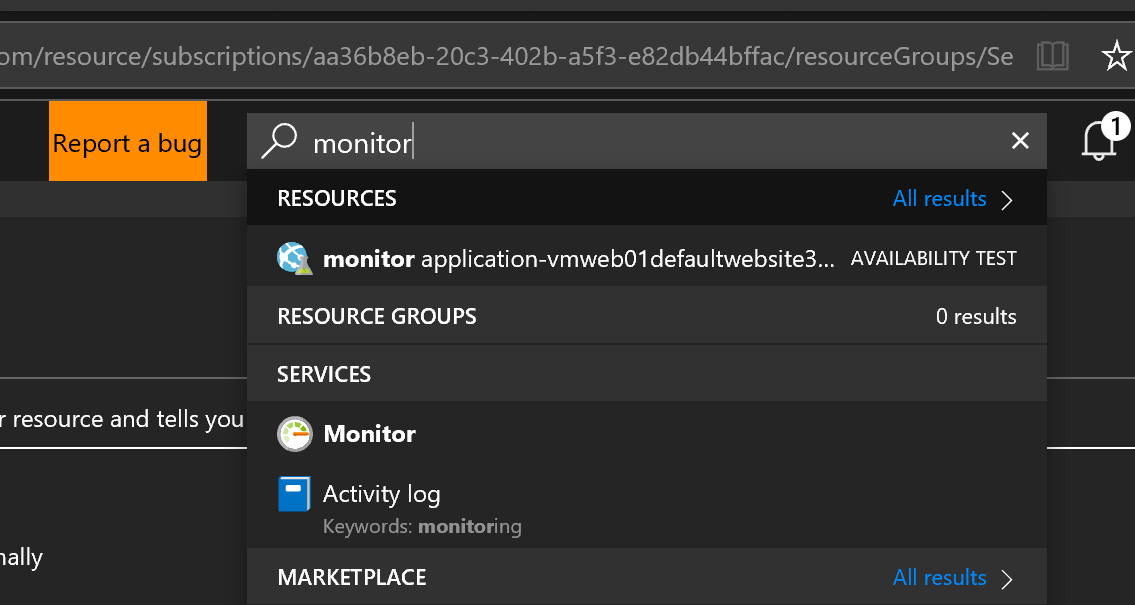 om/resource/subscriptions/aa36b8eb-20c3-402b-a5f3-e82db44bffac/resourceGroups/Se
Report a bug
monitor
1
RESOURCES All results
monitor application-vmweb01defaultwebsite3... AVAILABILITY TEST
RESOURCE GROUPS 0 results
SERVICES
r resource and tells you
Monitor
Activity log
Keywords: monitoring
nally
MARKETPLACE All results